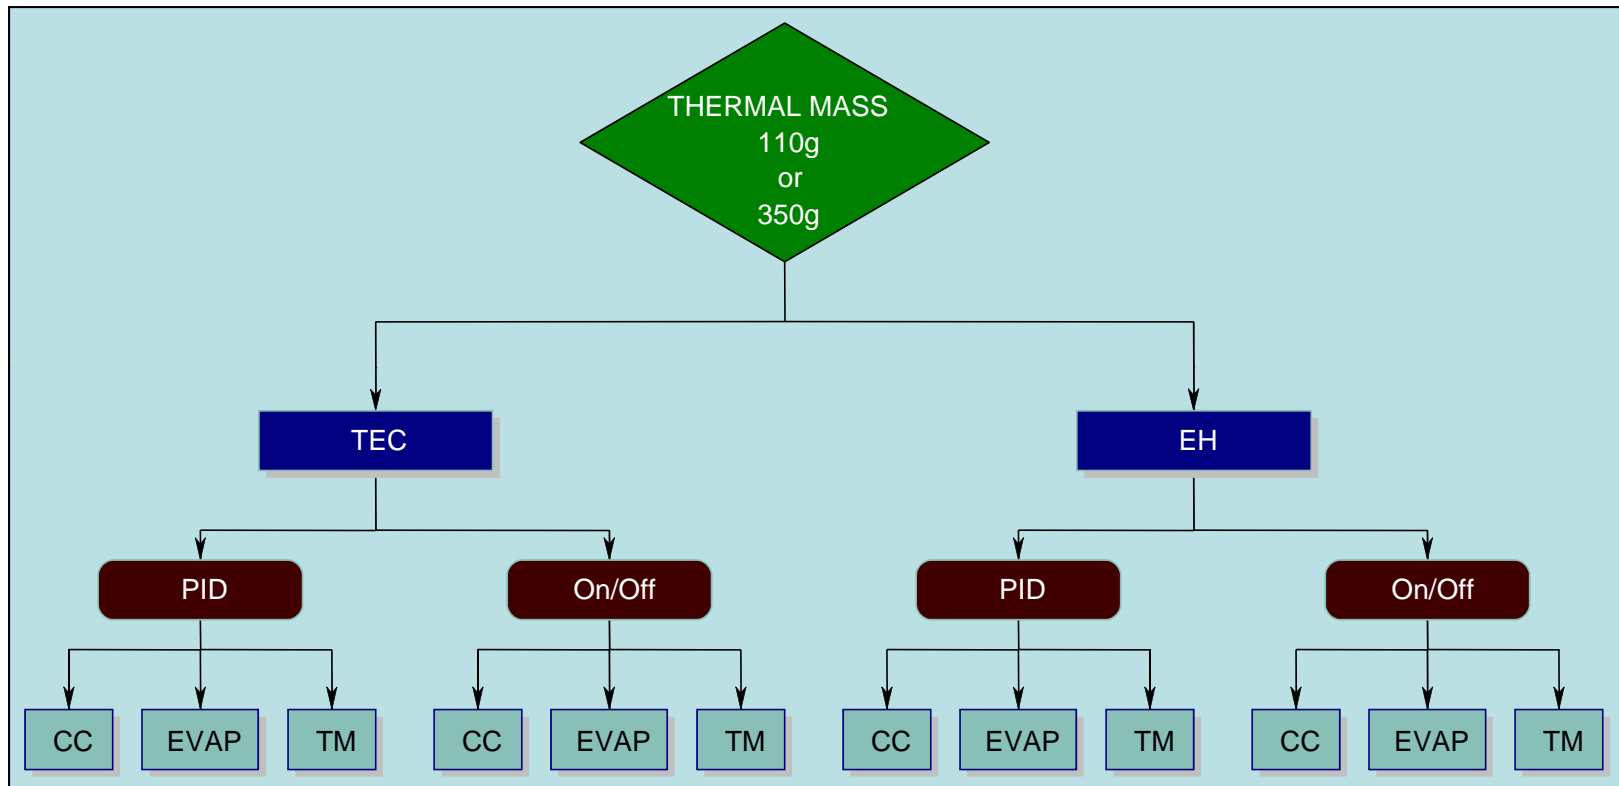 THERMAL MASS
110g
or
350g
TEC
EH
PID
On/Off
PID
On/Off
CC
EVAP
TM
CC
EVAP
TM
CC
EVAP
TM
CC
EVAP
TM